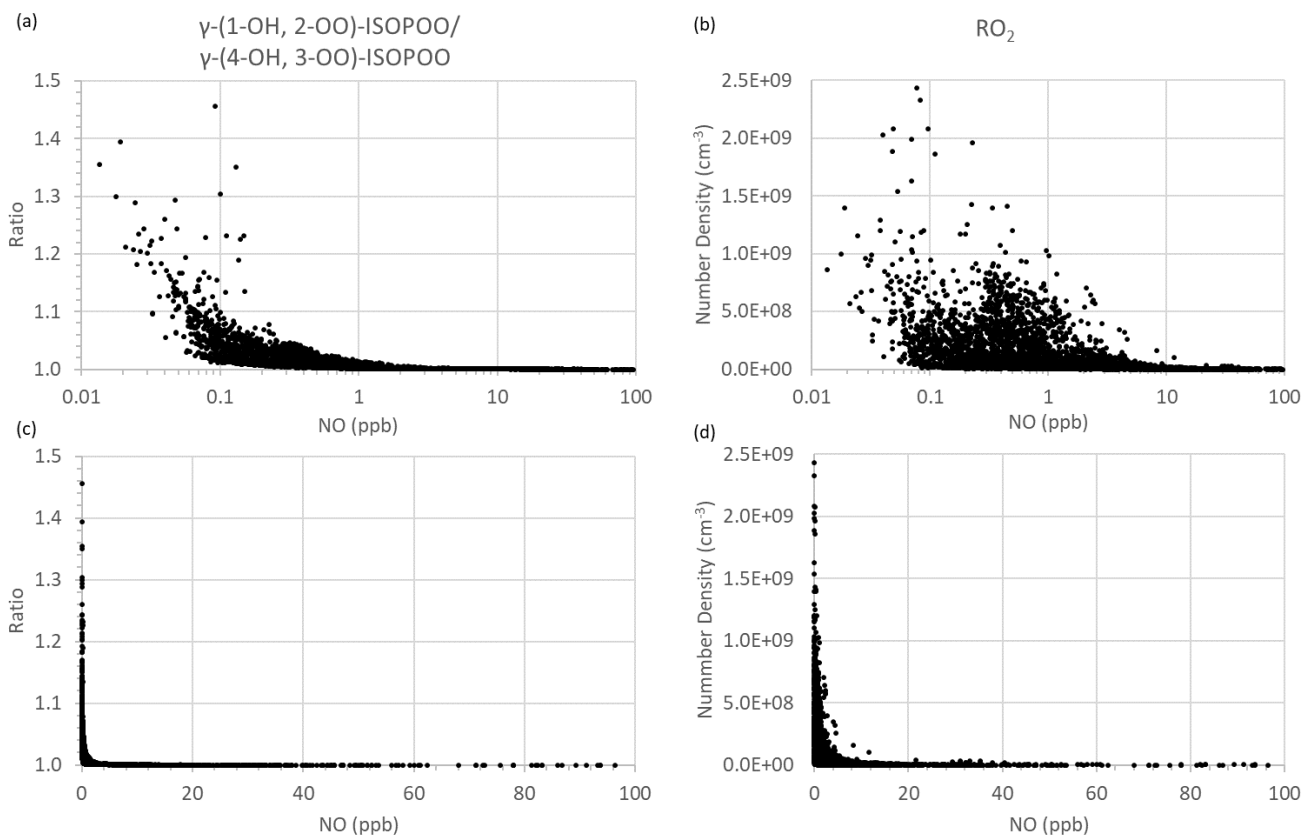 (a)
γ-(1-OH, 2-OO)-ISOPOO/
γ-(4-OH, 3-OO)-ISOPOO
1.5
1.4
1.3
1.2
1.1
1.0
Ratio
0.01
0.1
1
10
100
NO (ppb)
(b)
RO₂
2.5E+09
2.0E+09
1.5E+09
1.0E+09
5.0E+08
0.0E+00
Number Density (cm⁻³)
0.01
0.1
1
10
100
NO (ppb)
(c)
1.5
1.4
1.3
1.2
1.1
1.0
Ratio
0
20
40
60
80
100
NO (ppb)
(d)
2.5E+09
2.0E+09
1.5E+09
1.0E+09
5.0E+08
0.0E+00
Nummber Density (cm⁻³)
0
20
40
60
80
100
NO (ppb)